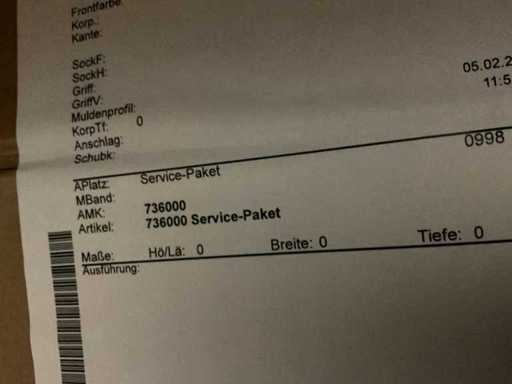 Frontfarbe:
Korp.:
Kante:
SockF:
SockH: 05.02.2
Griff: 11:5
GriffV:
Muldenprofil:
KorpTf: 0
Anschlag:
Schubk: 0998
APlatz: Service-Paket
MBand:
AMK: 736000
Artikel: 736000 Service-Paket
Maße: Hö/Lä: 0 Breite: 0 Tiefe: 0
Ausführung: